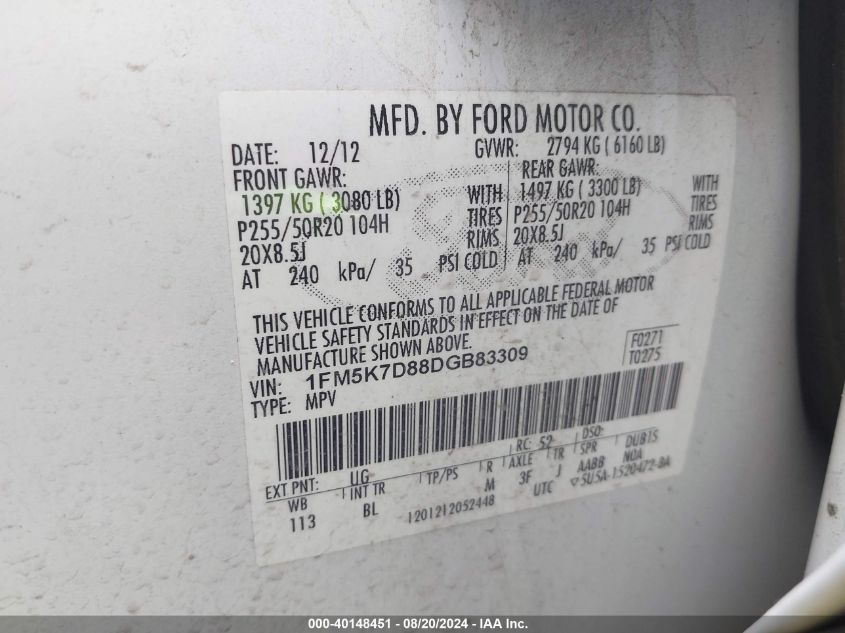 MFD. BY FORD MOTOR CO.
DATE: 12/12 GVWR: 2794 KG ( 6160 LB)
FRONT GAWR: REAR GAWR:
1397 KG ( 3080 LB) WITH 1497 KG ( 3300 LB) WITH
P255/50R20 104H TIRES P255/50R20 104H TIRES
20X8.5J RIMS 20X8.5J RIMS
AT 240 kPa/ 35 PSI COLD AT 240 kPa/ 35 PSI COLD
THIS VEHICLE CONFORMS TO ALL APPLICABLE FEDERAL MOTOR
VEHICLE SAFETY STANDARDS IN EFFECT ON THE DATE OF
MANUFACTURE SHOWN ABOVE.
F0271
T0275
VIN: 1FM5K7D88DGB83309
TYPE: MPV
EXT PNT: UG RC: 52 DSO:
WB INT TR TP/PS R AXLE TR SPR DUBTS
113 BL M 3F J AABB NOA
1201212052448 UTC 5U5A-1520472-BA
000-40148451 - 08/20/2024 - IAA Inc.